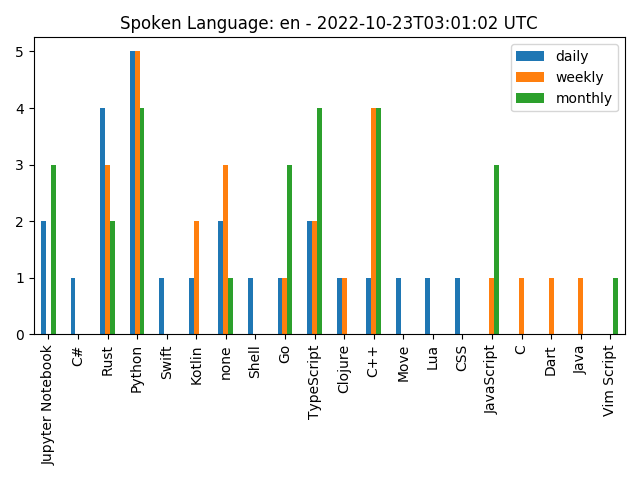 Spoken Language: en - 2022-10-23T03:01:02 UTC
daily
weekly
monthly
5
4
3
2
1
0
Jupyter Notebook
C#
Rust
Python
Swift
Kotlin
none
Shell
Go
TypeScript
Clojure
C++
Move
Lua
CSS
JavaScript
C
Dart
Java
Vim Script